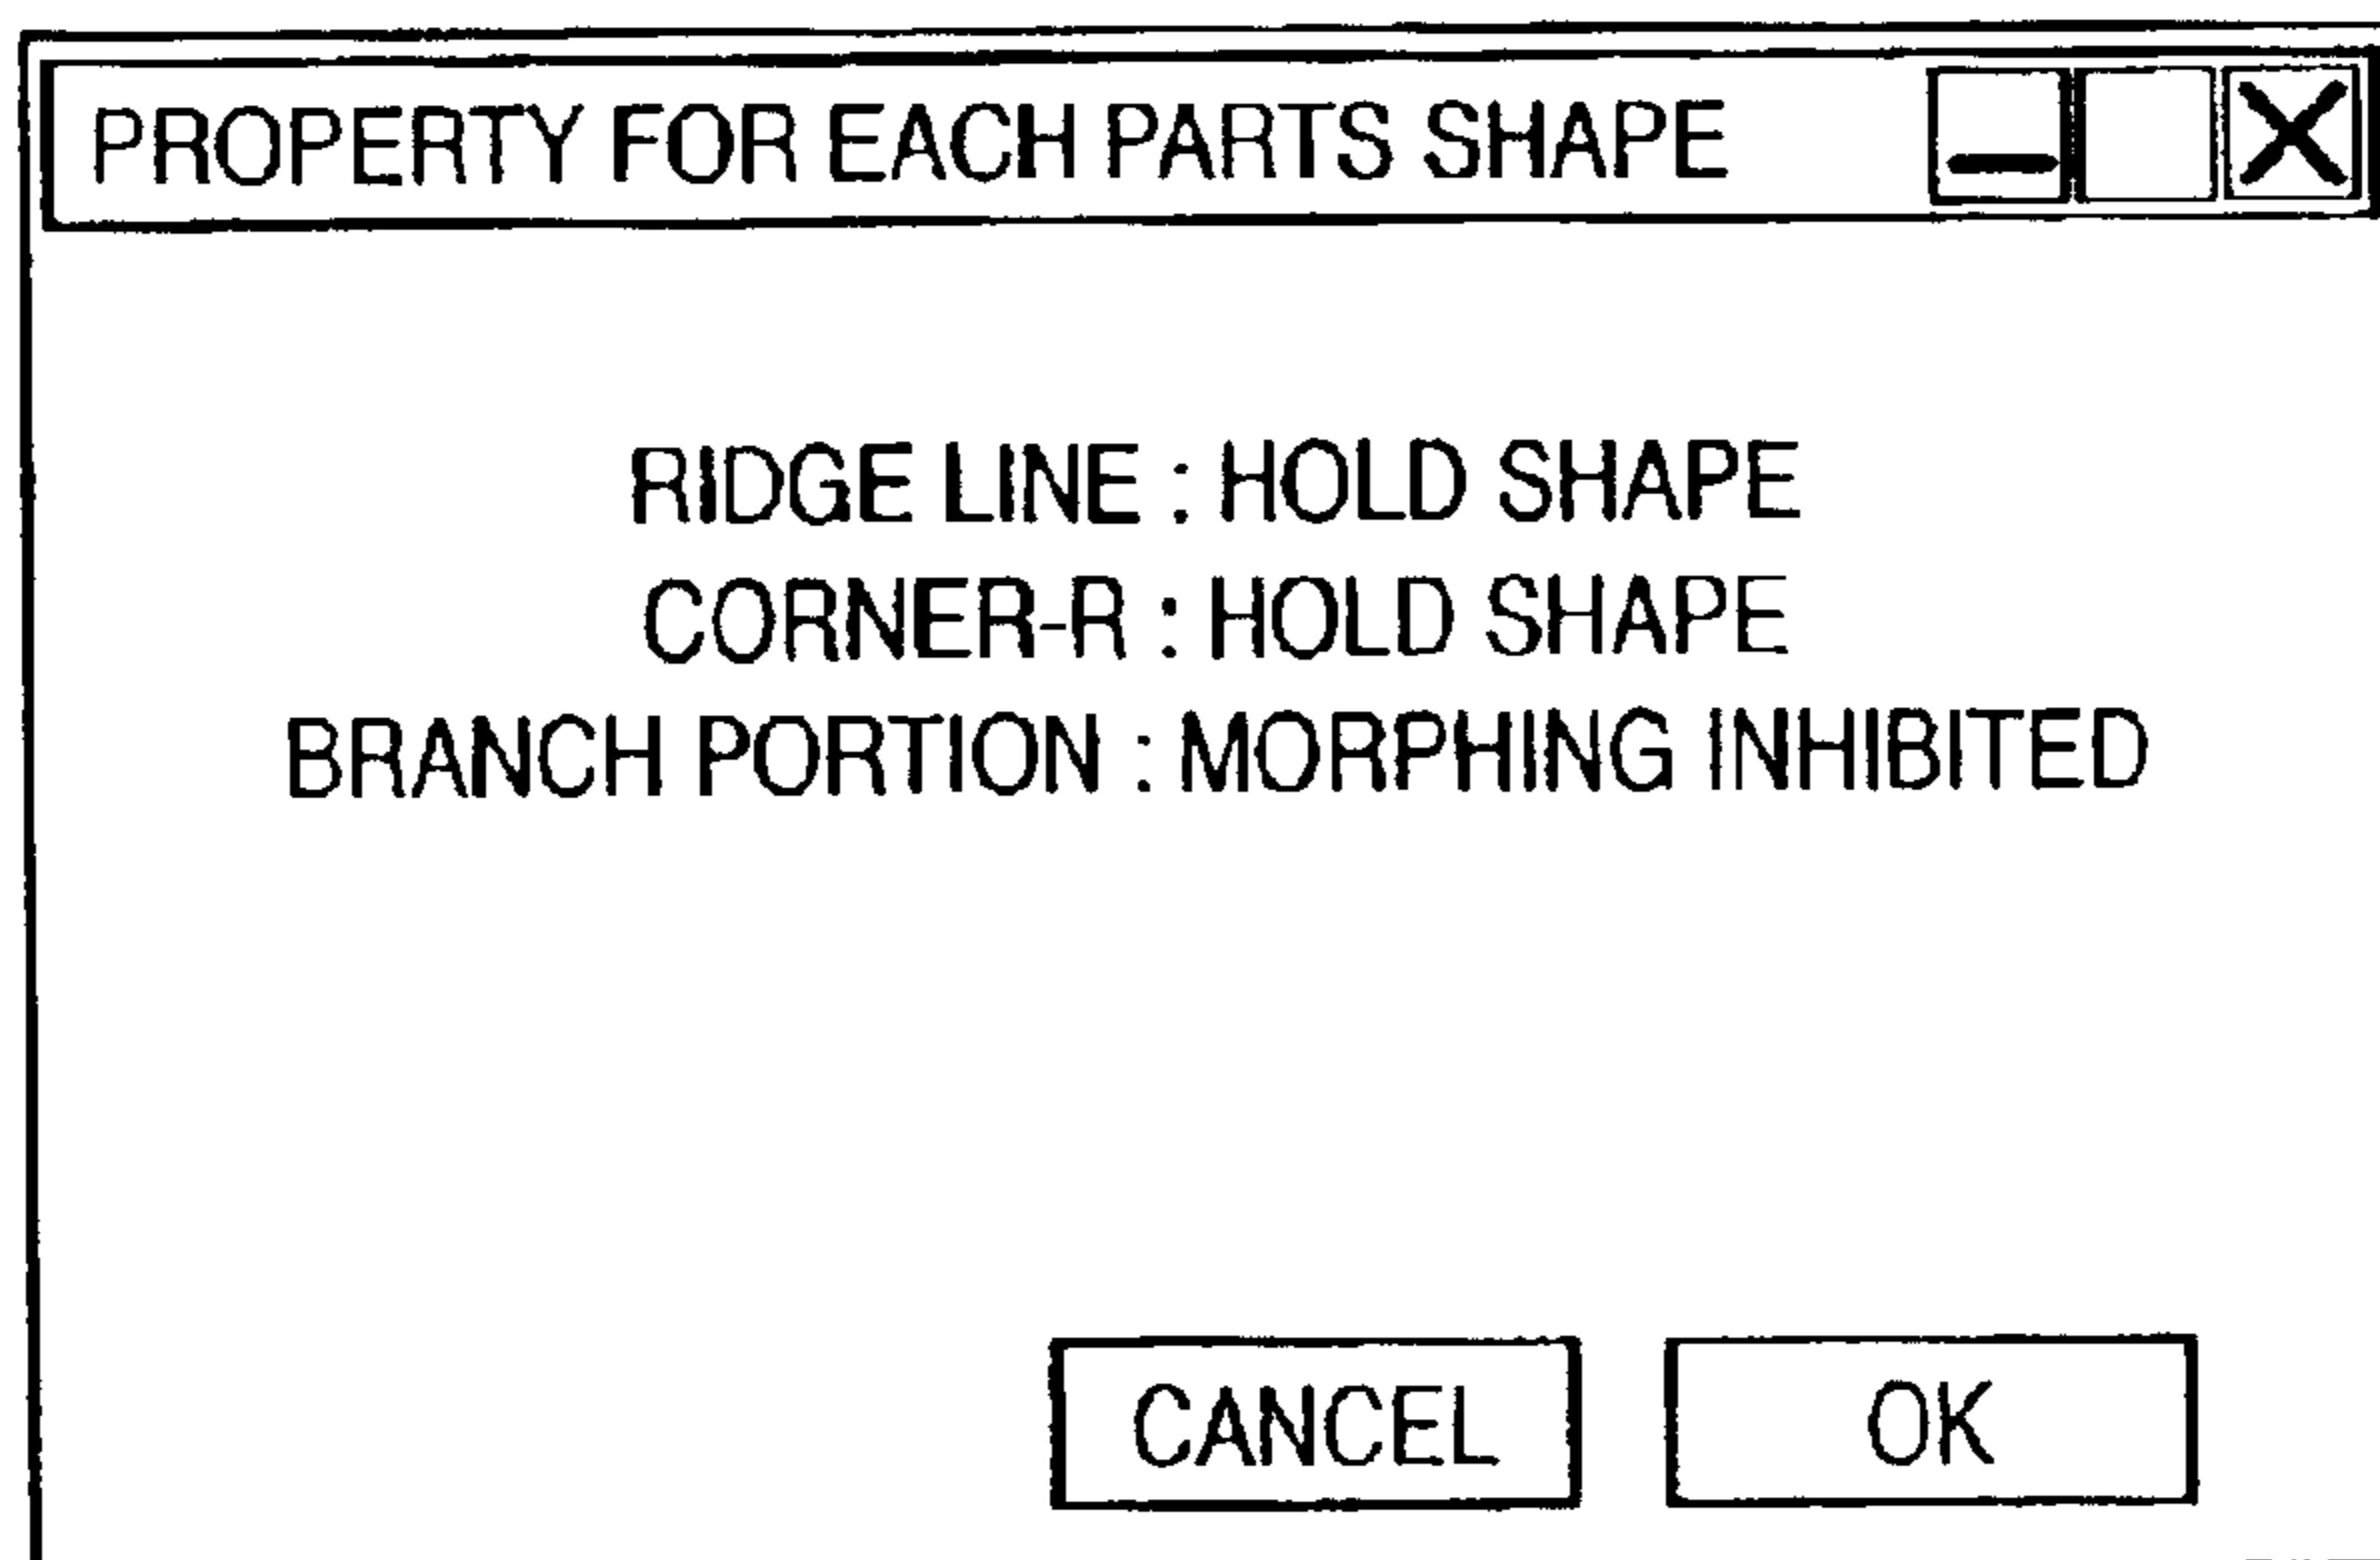 PROPERTY FOR EACH PARTS SHAPE
RIDGE LINE : HOLD SHAPE
CORNER-R : HOLD SHAPE
BRANCH PORTION : MORPHING INHIBITED
CANCEL
OK